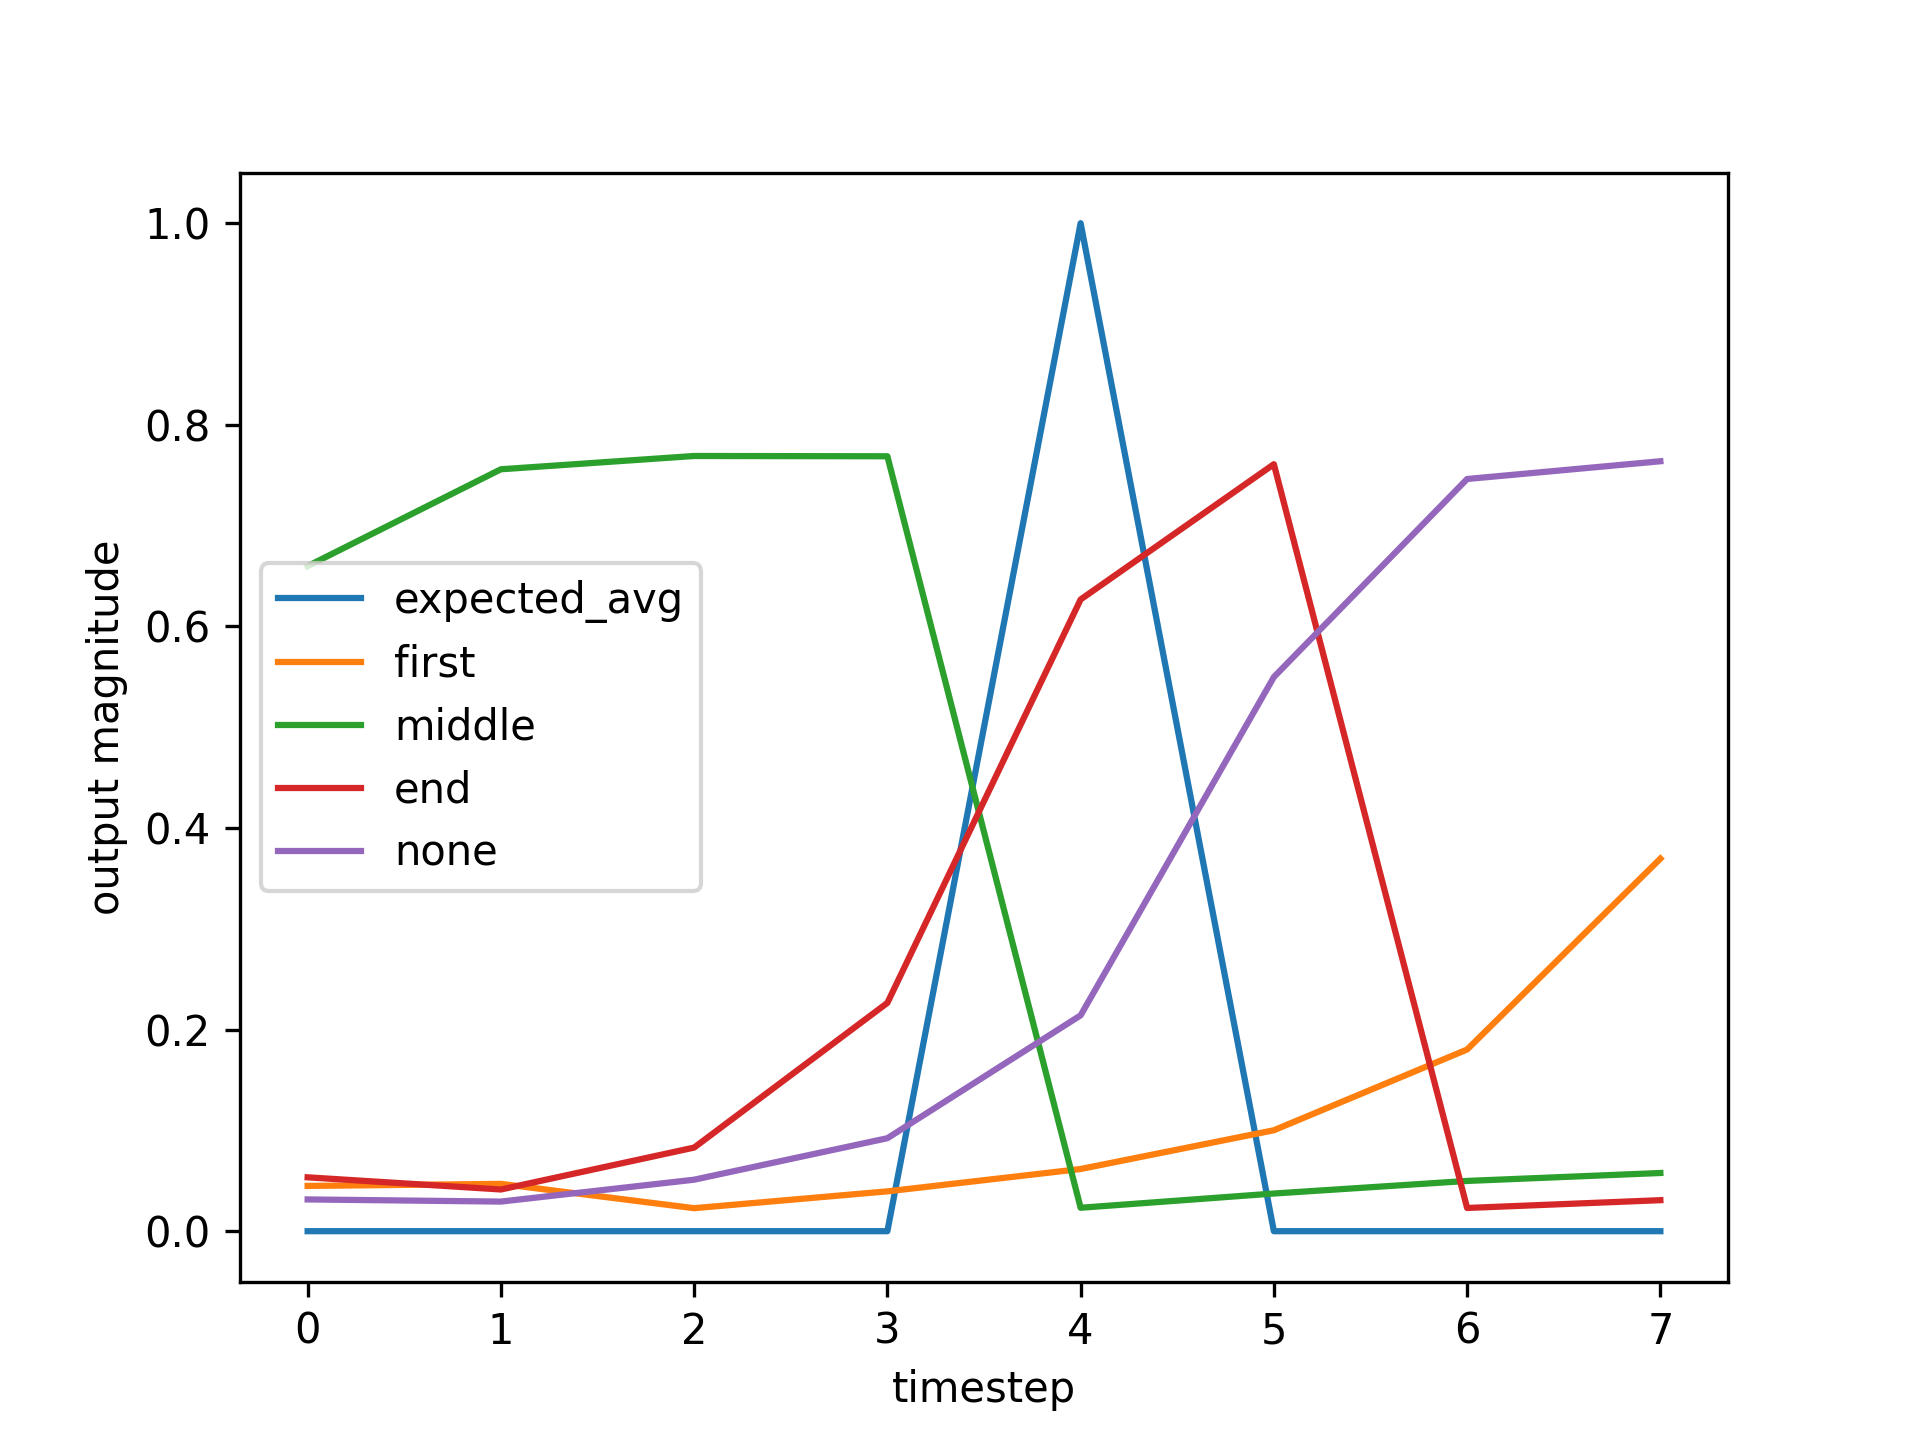 1.0
0.8
0.6
0.4
0.2
0.0
output magnitude
expected_avg
first
middle
end
none
0 1 2 3 4 5 6 7
timestep